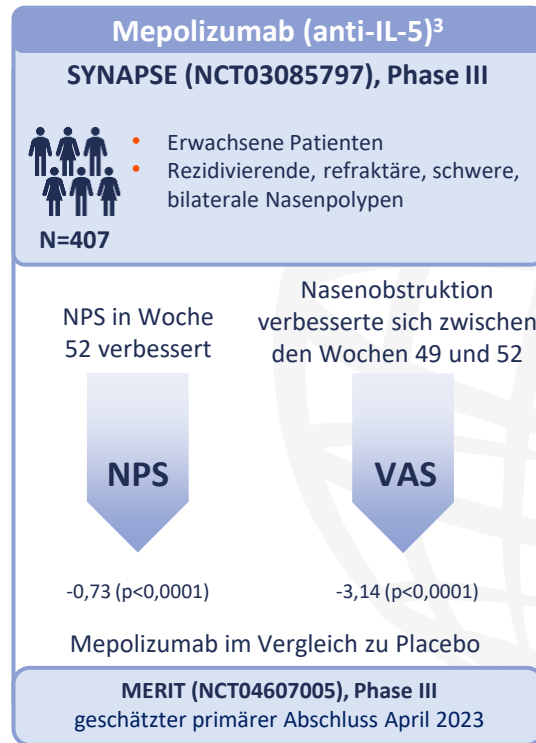 Mepolizumab (anti-IL-5)³
SYNAPSE (NCT03085797), Phase III
• Erwachsene Patienten
• Rezidivierende, refraktäre, schwere,
bilaterale Nasenpolypen
N=407
NPS in Woche
52 verbessert
Nasenobstruktion
verbesserte sich zwischen
den Wochen 49 und 52
NPS
VAS
-0,73 (p<0,0001)
-3,14 (p<0,0001)
Mepolizumab im Vergleich zu Placebo
MERIT (NCT04607005), Phase III
geschätzter primärer Abschluss April 2023